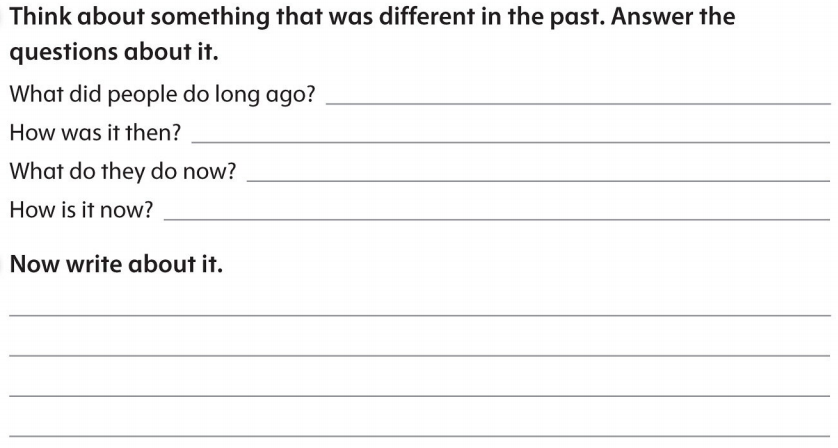 Think about something that was different in the past. Answer the
questions about it.
What did people do long ago?
How was it then?
What do they do now?
How is it now?
Now write about it.